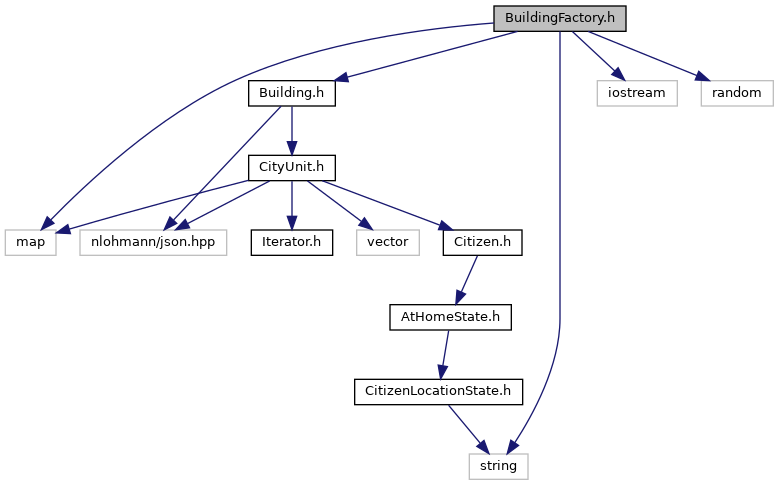 BuildingFactory.h
Building.h
iostream
random
CityUnit.h
map
nlohmann/json.hpp
Iterator.h
vector
Citizen.h
AtHomeState.h
CitizenLocationState.h
string